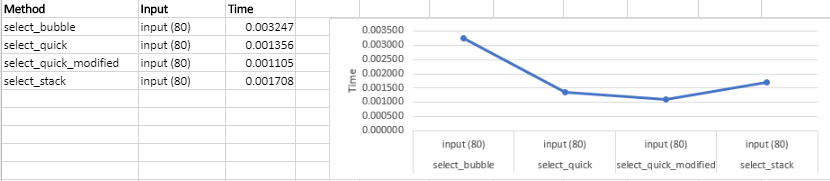 Method Input Time
select_bubble input (80) 0.003247
select_quick input (80) 0.001356
select_quick_modified input (80) 0.001105
select_stack input (80) 0.001708
Time
0.003500
0.003000
0.002500
0.002000
0.001500
0.001000
0.000500
0.000000
input (80) input (80) input (80) input (80)
select_bubble select_quick select_quick_modified select_stack